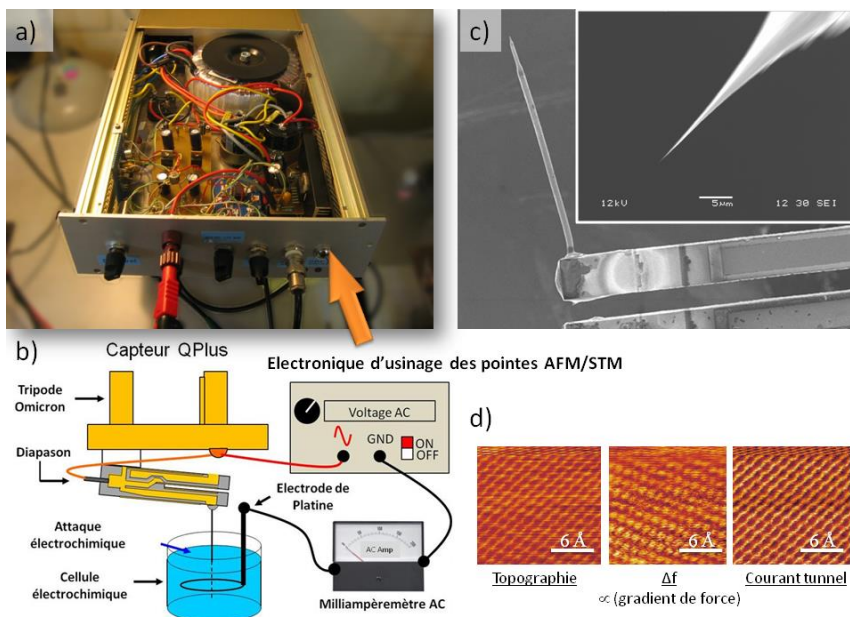 a)
c)
12kV
5µm
12 30 SEI
b)
Capteur QPlus
Electronique d'usinage des pointes AFM/STM
Tripode
Omicron
Voltage AC
GND
ON
OFF
d)
Diapason
Electrode de
Platine
Attaque
électrochimique
AC Amp
Cellule
électrochimique
Milliampèremètre AC
6 Å
6 Å
6 Å
Topographie
Δf
Courant tunnel
∝ (gradient de force)